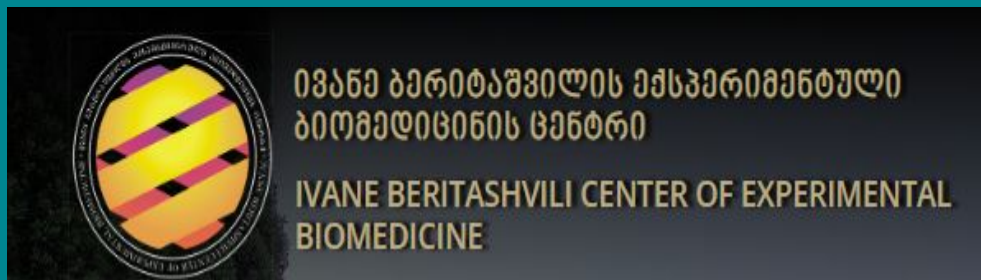 ივანე ბერიტაშვილის ექსპერიმენტული
ბიომედიცინის ცენტრი
IVANE BERITASHVILI CENTER OF EXPERIMENTAL
BIOMEDICINE